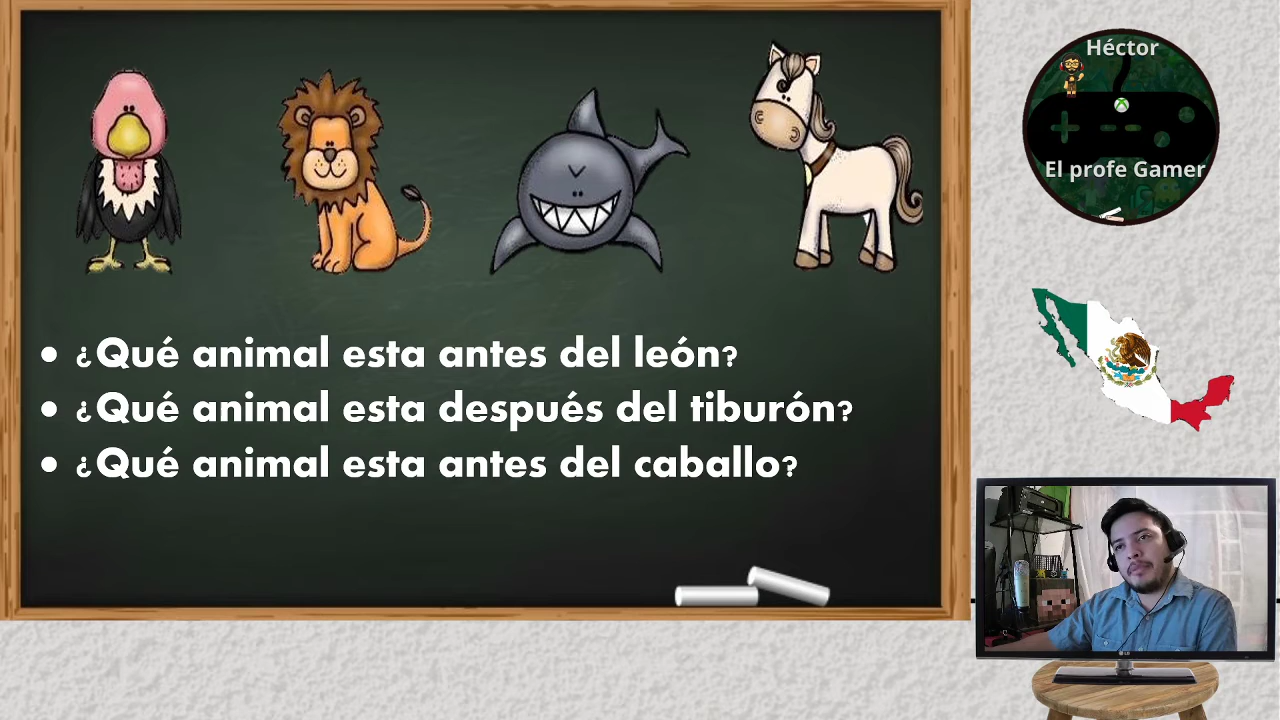 ¿Qué animal esta antes del león?
¿Qué animal esta después del tiburón?
¿Qué animal esta antes del caballo?
Héctor
El profe Gamer
LG